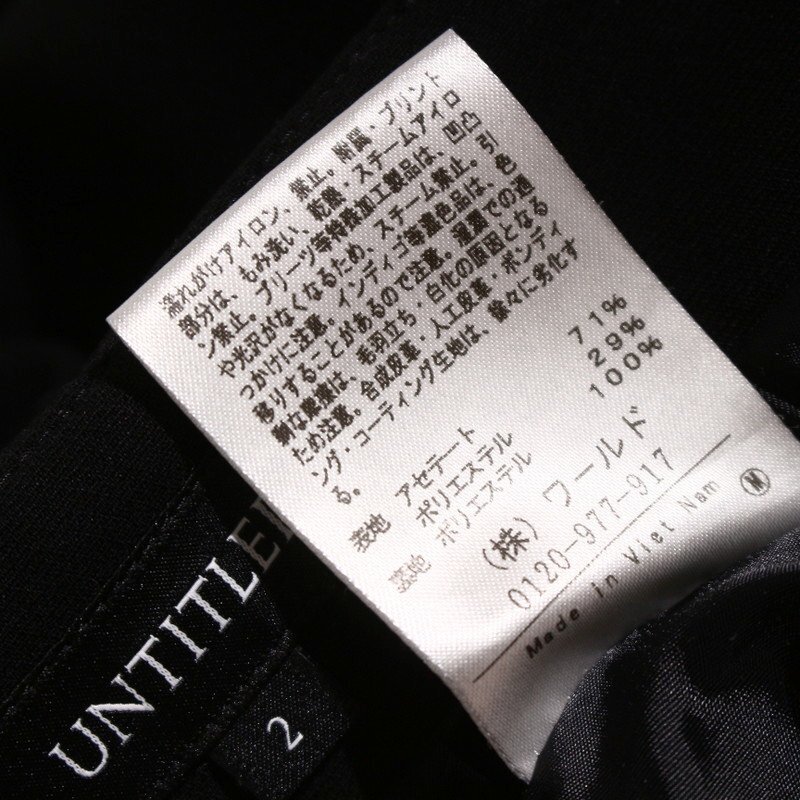 濡れがけアイロン、禁止。附属・プリント
部分は、もみ洗い、乾燥・スチームアイロ
ン禁止。プリーツ等特殊加工製品は、凹凸
や光沢がなくなるため、スチーム禁止。引
っかけに注意。インディゴ等濃色品は、色
移りすることがあるので注意。湿潤での過
剰な摩擦は、毛羽立ち・白化の原因となる
ため注意。合成皮革・人工皮革・ボンディ
ング・コーティング生地は、徐々に劣化す
る。
表地 アセテート 71%
ポリエステル 29%
裏地 ポリエステル 100%
(株) ワールド
0120-977-917
Made in Viet Nam M
UNTITLE
2